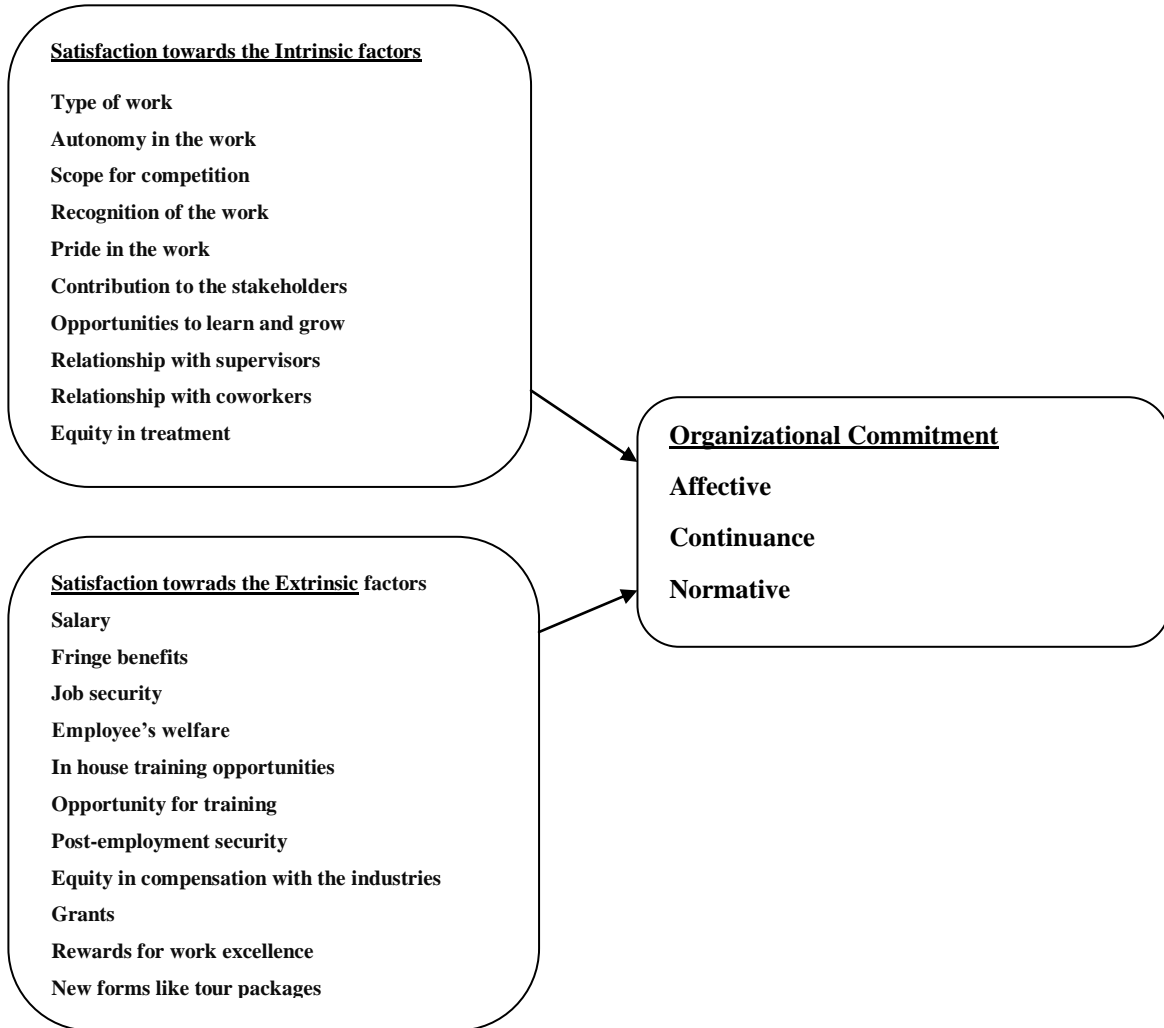 Satisfaction towards the Intrinsic factors
Type of work
Autonomy in the work
Scope for competition
Recognition of the work
Pride in the work
Contribution to the stakeholders
Opportunities to learn and grow
Relationship with supervisors
Relationship with coworkers
Equity in treatment
Organizational Commitment
Affective
Continuance
Normative
Satisfaction towrads the Extrinsic factors
Salary
Fringe benefits
Job security
Employee’s welfare
In house training opportunities
Opportunity for training
Post-employment security
Equity in compensation with the industries
Grants
Rewards for work excellence
New forms like tour packages